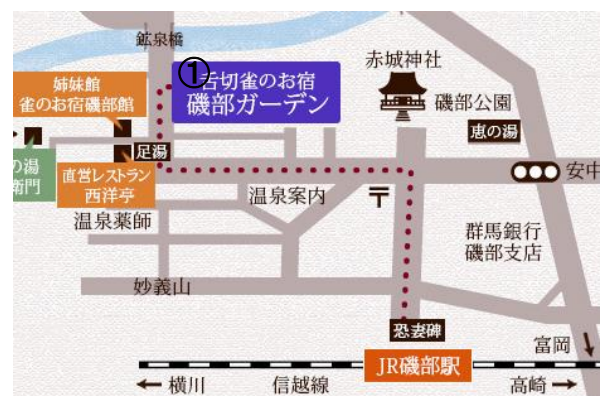 鉱泉橋
①
舌切雀のお宿
磯部ガーデン
赤城神社
磯部公園
姉妹館
雀のお宿磯部館
恵の湯
足湯
の湯
衛門
直営レストラン
西洋亭
温泉案内
〒
安中
温泉薬師
群馬銀行
磯部支店
妙義山
恐妻碑
富岡
JR磯部駅
← 横川
信越線
高崎 →